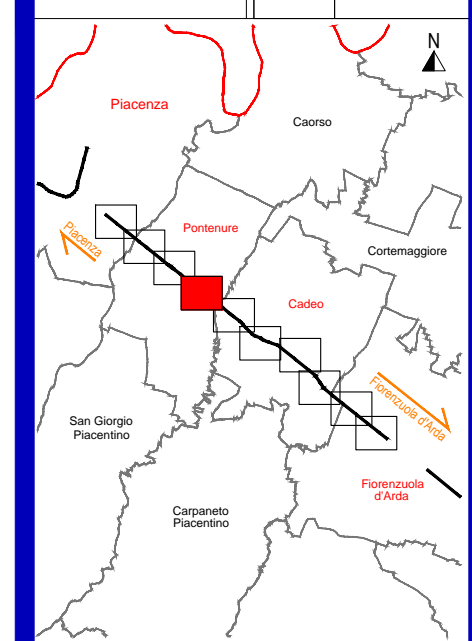 N
Piacenza
Caorso
Pontenure
Piacenza
Cortemaggiore
Cadeo
Fiorenzuola d'Arda
San Giorgio
Piacentino
Fiorenzuola
d'Arda
Carpaneto
Piacentino